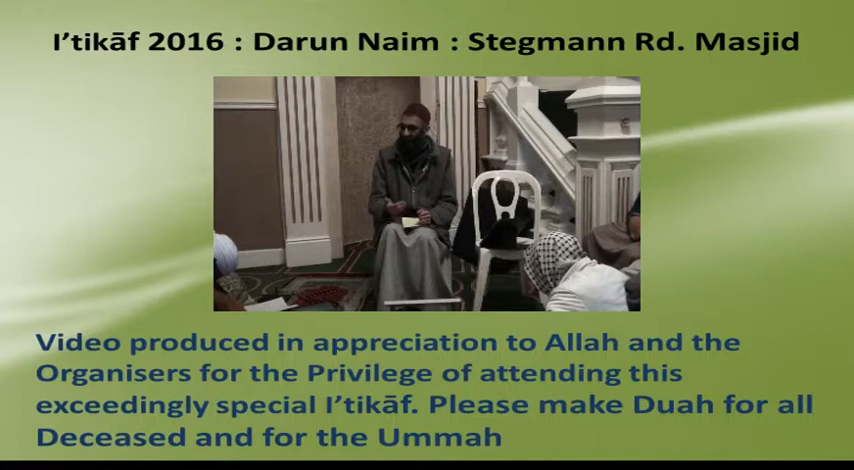 I'tikāf 2016 : Darun Naim : Stegmann Rd. Masjid
Video produced in appreciation to Allah and the
Organisers for the Privilege of attending this
exceedingly special I'tikāf. Please make Duah for all
Deceased and for the Ummah